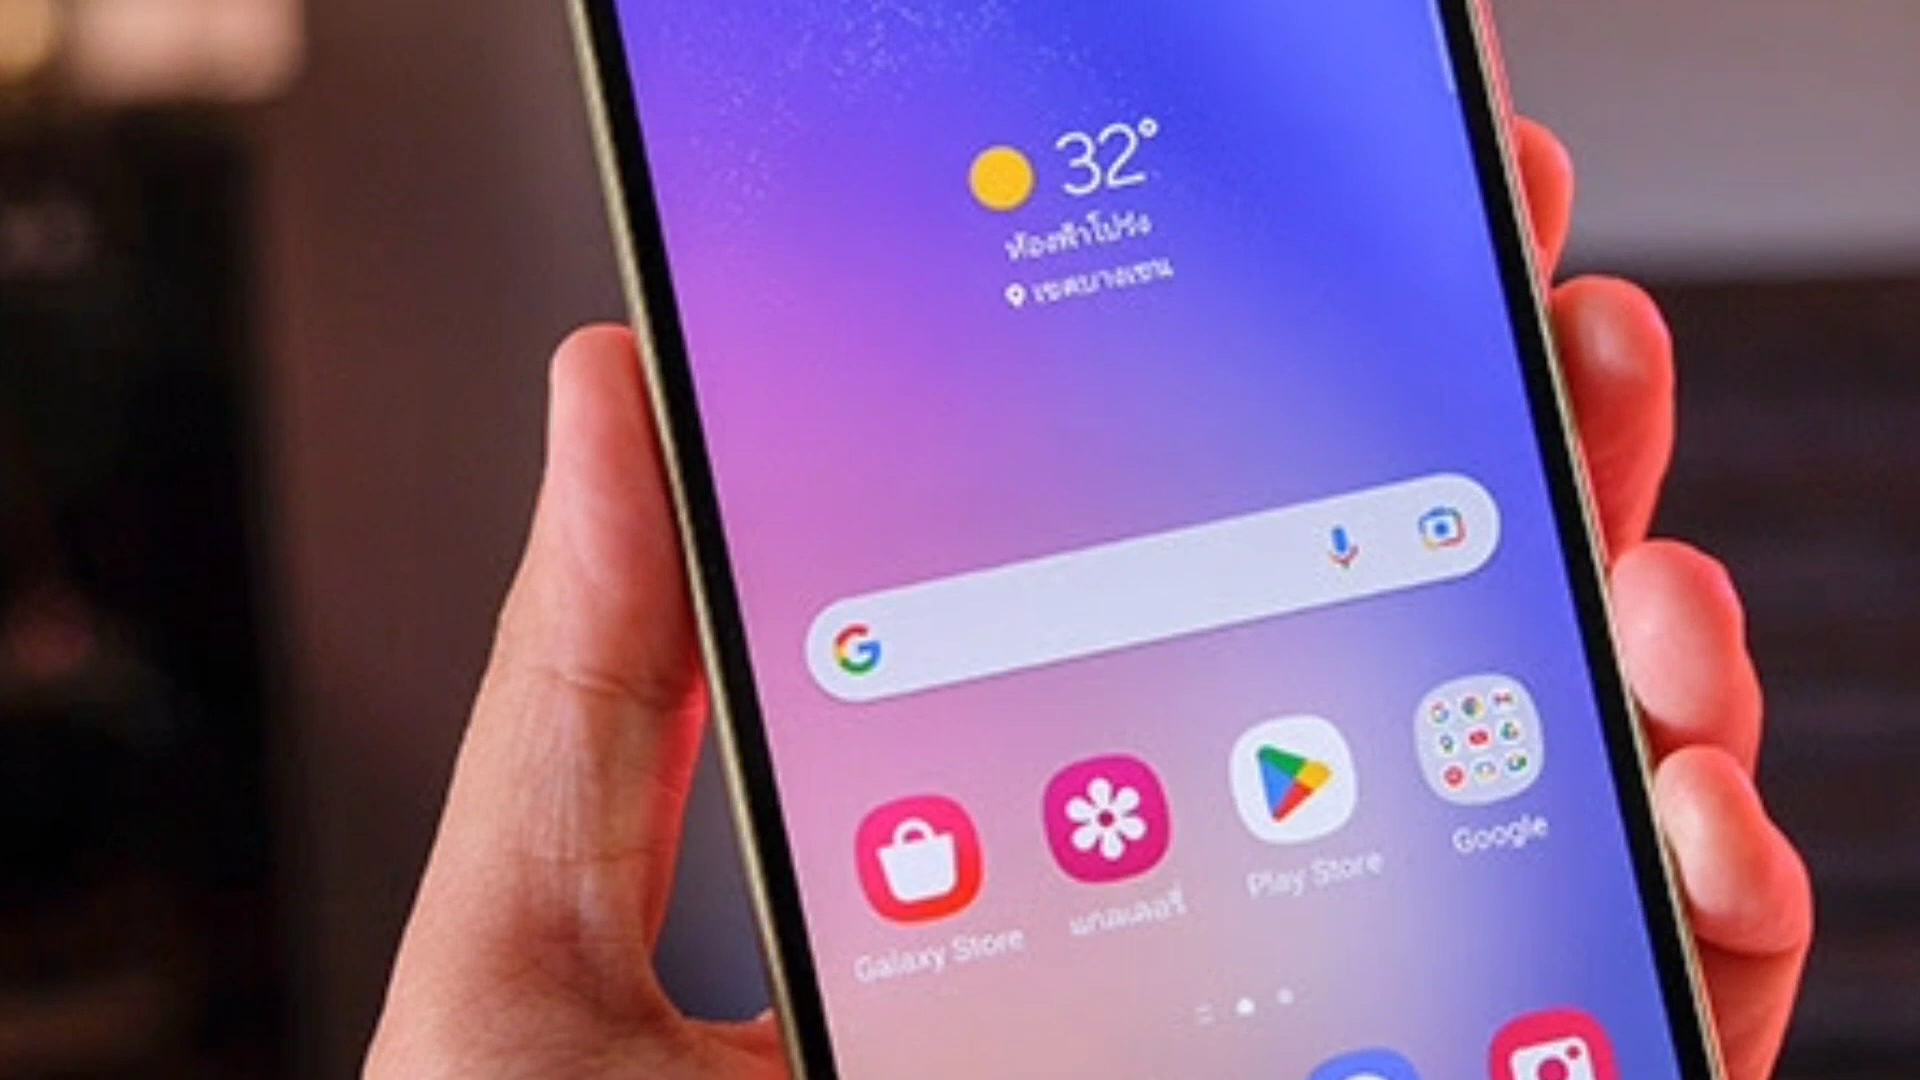 32°
ท้องฟ้าโปร่ง
เขตบางเขน
Galaxy Store
แกลเลอรี่
Play Store
Google